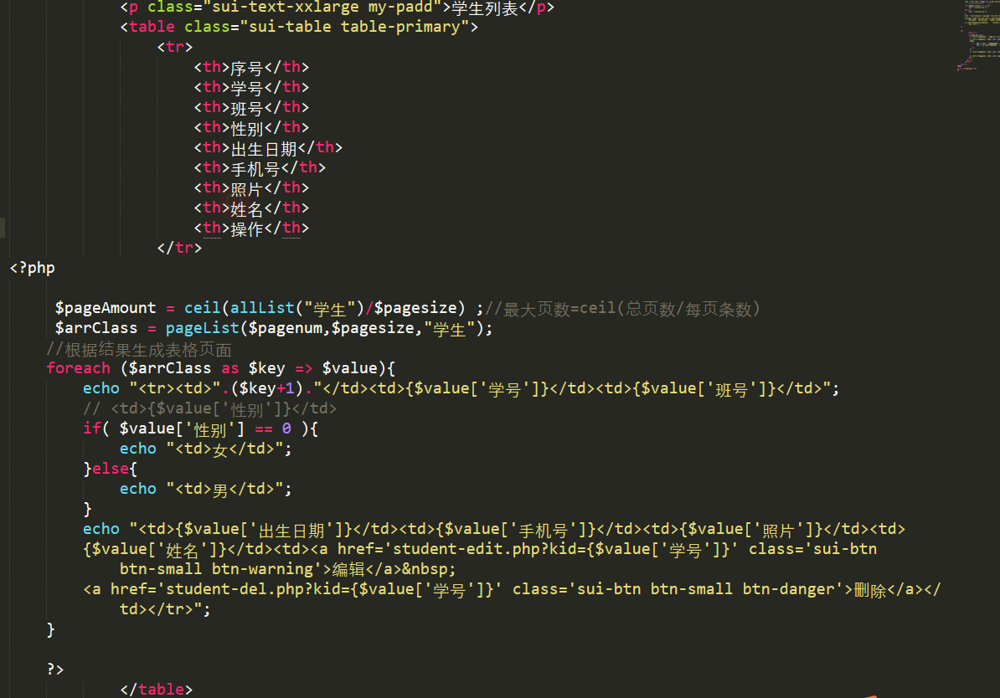 <p class="sui-text-xxlarge my-padd">学生列表</p>
<table class="sui-table table-primary">
<tr>
<th>序号</th>
<th>学号</th>
<th>班号</th>
<th>性别</th>
<th>出生日期</th>
<th>手机号</th>
<th>照片</th>
<th>姓名</th>
<th>操作</th>
</tr>
<?php
$pageAmount = ceil(allList("学生")/$pagesize) ;//最大页数=ceil(总页数/每页条数)
$arrClass = pageList($pagenum,$pagesize,"学生");
//根据结果生成表格页面
foreach ($arrClass as $key => $value){
echo "<tr><td>".($key+1)."</td><td>{$value['学号']}</td><td>{$value['班号']}</td>";
// <td>{$value['性别']}</td>
if( $value['性别'] == 0 ){
echo "<td>女</td>";
}else{
echo "<td>男</td>";
}
echo "<td>{$value['出生日期']}</td><td>{$value['手机号']}</td><td>{$value['照片']}</td><td>
{$value['姓名']}</td><td><a href='student-edit.php?kid={$value['学号']}' class='sui-btn
btn-small btn-warning'>编辑</a>&nbsp;
<a href='student-del.php?kid={$value['学号']}' class='sui-btn btn-small btn-danger'>删除</a></
td></tr>";
}
?>
</table>